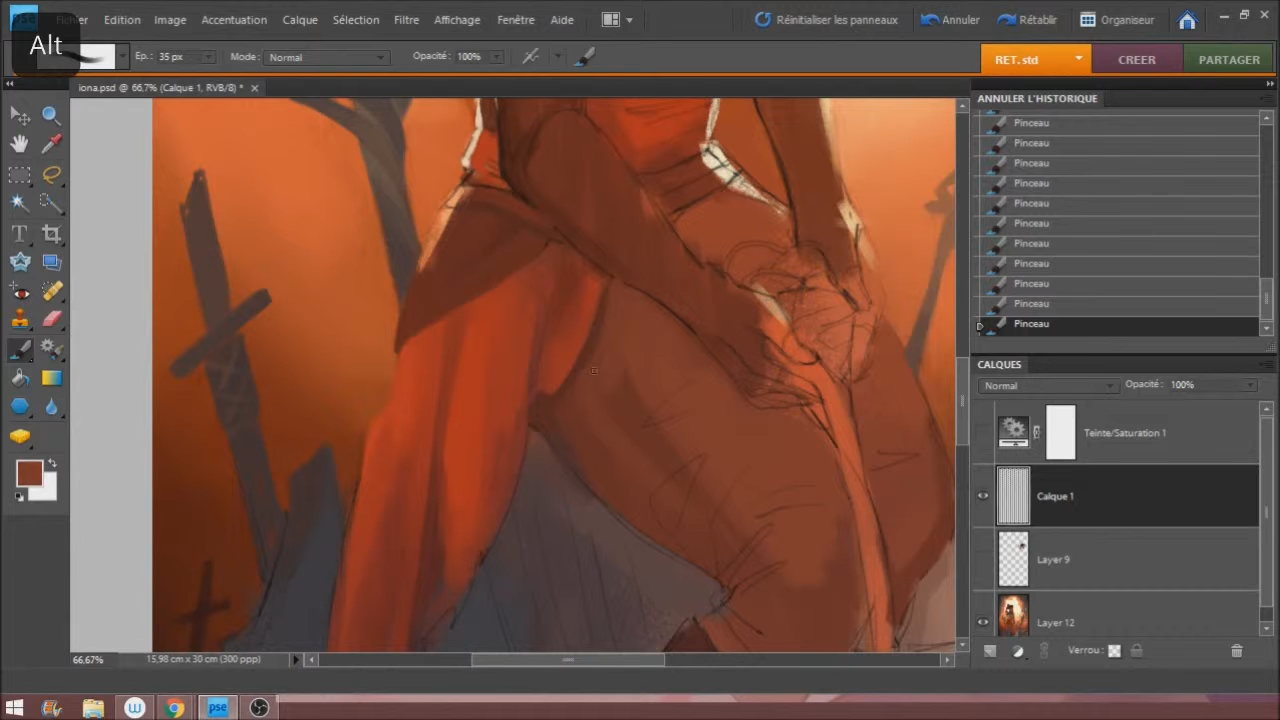 Alt
Fichier Edition Image Accentuation Calque Sélection Filtre Affichage Fenêtre Aide Réinitialiser les panneaux Annuler Rétablir Organiseur
Ep.: 35 px Mode: Normal Opacité: 100% RET. std CREER PARTAGER
iona.psd @ 66,7% (Calque 1, RVB/8) *
ANNULER L'HISTORIQUE
Pinceau
Pinceau
Pinceau
Pinceau
Pinceau
Pinceau
Pinceau
Pinceau
Pinceau
Pinceau
Pinceau
CALQUES
Normal Opacité: 100%
Teinte/Saturation 1
Calque 1
Layer 9
Layer 12
Verrou:
66,67% 15,98 cm x 30 cm (300 ppp)
pse